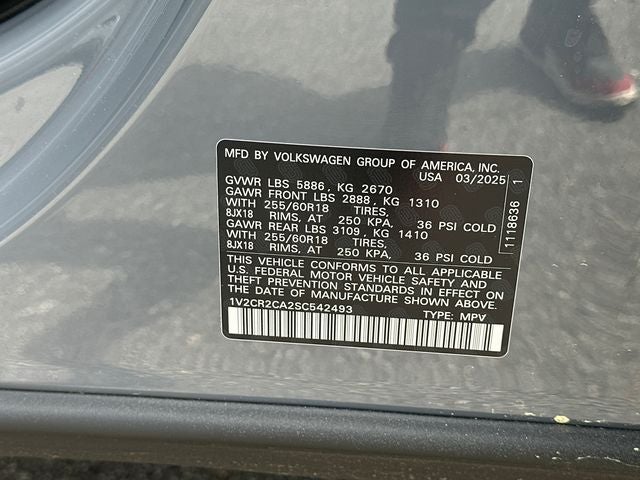 MFD BY VOLKSWAGEN GROUP OF AMERICA, INC.
USA 03/2025
GVWR LBS 5886, KG 2670
GAWR FRONT LBS 2888, KG 1310
WITH 255/60R18 TIRES,
8JX18 RIMS, AT 250 KPA, 36 PSI COLD
GAWR REAR LBS 3109, KG 1410
WITH 255/60R18 TIRES,
8JX18 RIMS, AT 250 KPA, 36 PSI COLD
THIS VEHICLE CONFORMS TO ALL APPLICABLE
U.S. FEDERAL MOTOR VEHICLE SAFETY AND
THEFT PREVENTION STANDARDS IN EFFECT ON
THE DATE OF MANUFACTURE SHOWN ABOVE.
1V2CR2CA2SC542493 TYPE: MPV
1118636 1